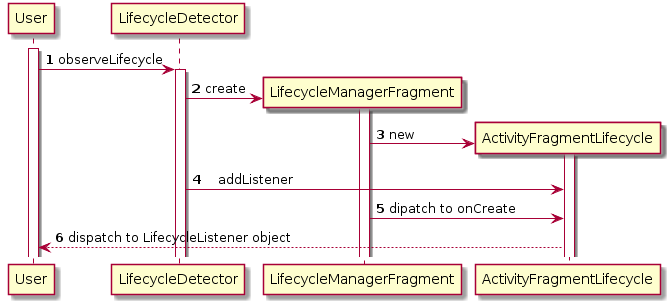 User
LifecycleDetector
1 observeLifecycle
2 create
LifecycleManagerFragment
3 new
ActivityFragmentLifecycle
4 addListener
5 dipatch to onCreate
6 dispatch to LifecycleListener object
User
LifecycleDetector
LifecycleManagerFragment
ActivityFragmentLifecycle